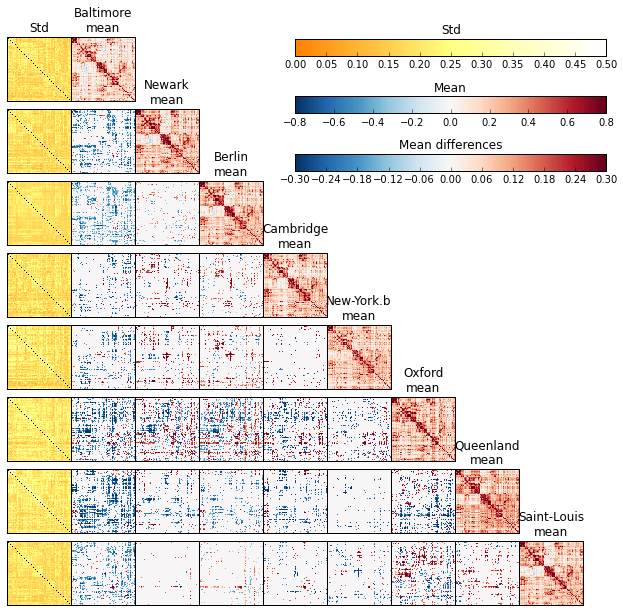 Std
Baltimore
mean
Newark
mean
Berlin
mean
Cambridge
mean
New-York.b
mean
Oxford
mean
Queenland
mean
Saint-Louis
mean
Std
0.00 0.05 0.10 0.15 0.20 0.25 0.30 0.35 0.40 0.45 0.50
Mean
−0.8 −0.6 −0.4 −0.2 0.0 0.2 0.4 0.6 0.8
Mean differences
−0.30 −0.24 −0.18 −0.12 −0.06 0.00 0.06 0.12 0.18 0.24 0.30